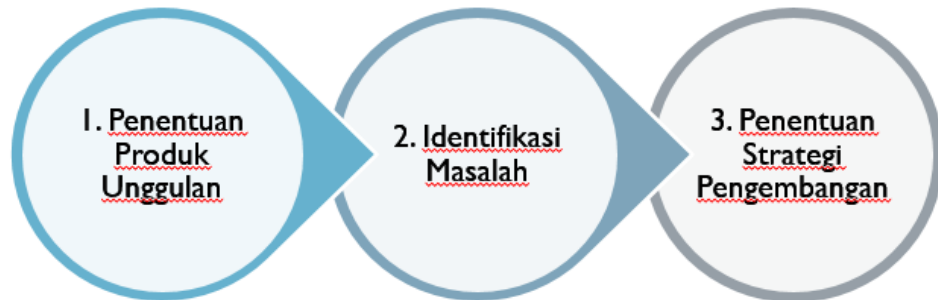 1. Penentuan
Produk
Unggulan
2. Identifikasi
Masalah
3. Penentuan
Strategi
Pengembangan